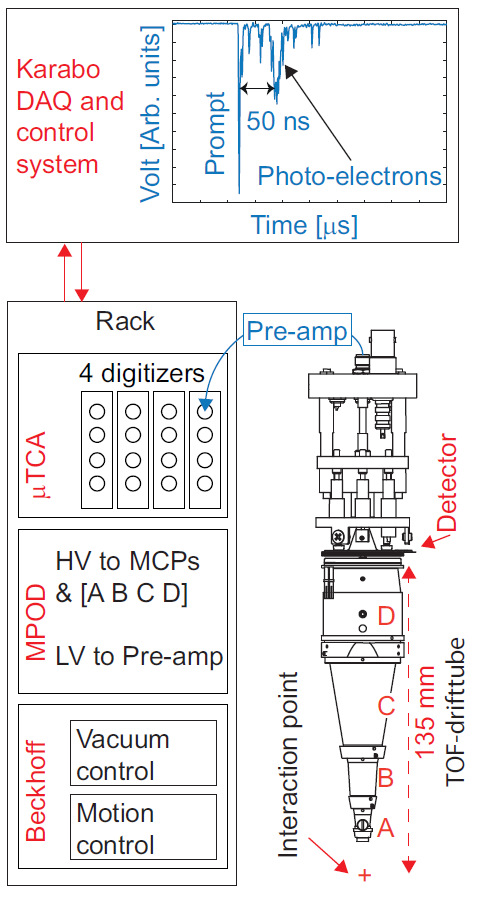 Karabo
DAQ and
control
system
Volt [Arb. units]
Prompt
50 ns
Photo-electrons
Time [μs]
Rack
Pre-amp
4 digitizers
μTCA
HV to MCPs
& [A B C D]
LV to Pre-amp
MPOD
Vacuum
control
Motion
control
Beckhoff
Detector
D
C
B
A
135 mm
TOF-drifttube
Interaction point
+